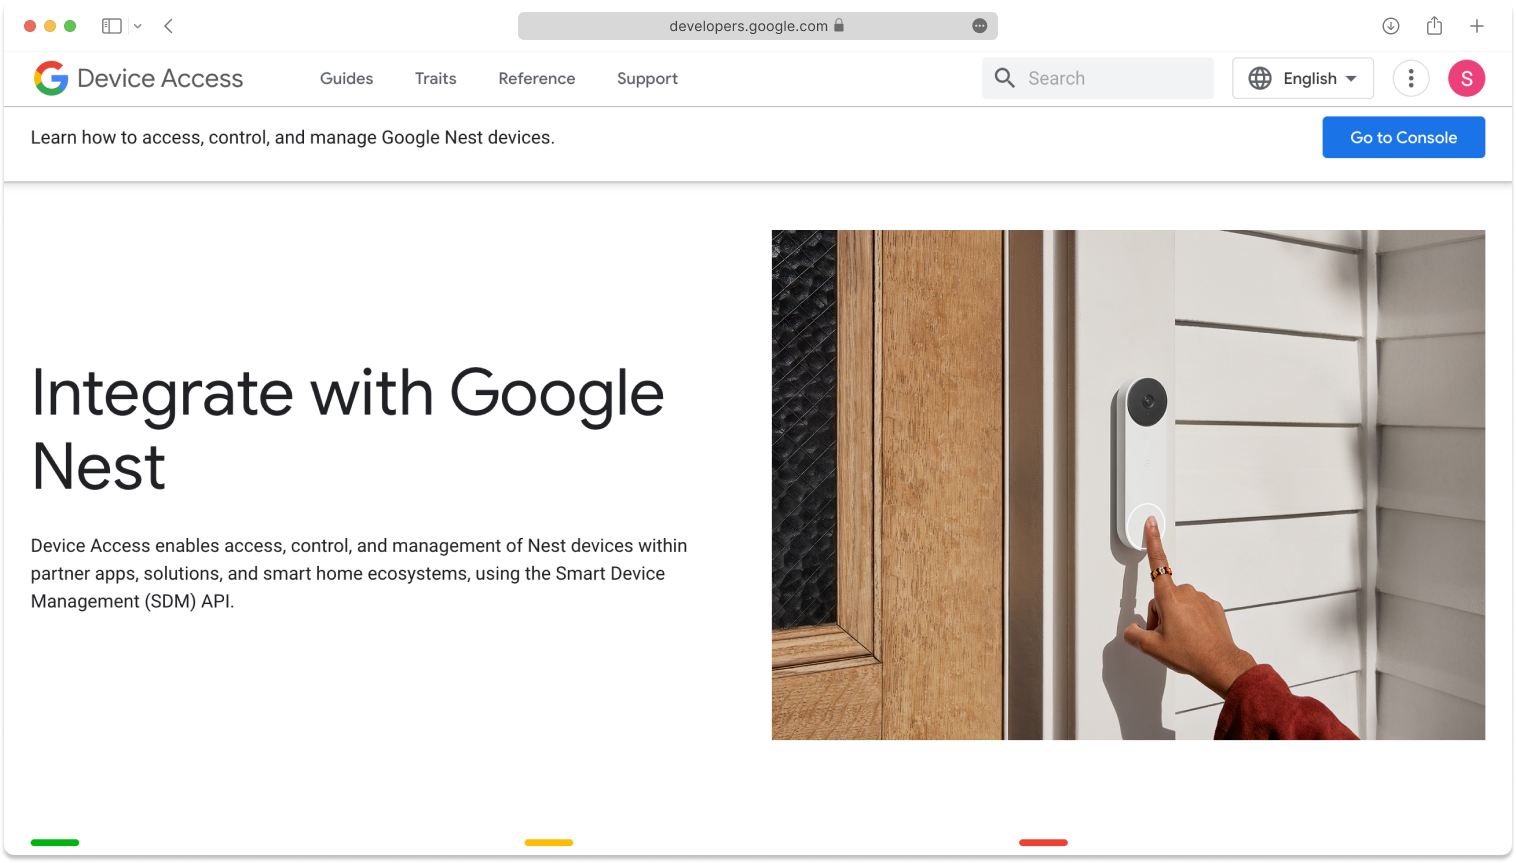 developers.google.com
Device Access
Guides
Traits
Reference
Support
Search
English
S
Learn how to access, control, and manage Google Nest devices.
Go to Console
Integrate with Google
Nest
Device Access enables access, control, and management of Nest devices within
partner apps, solutions, and smart home ecosystems, using the Smart Device
Management (SDM) API.